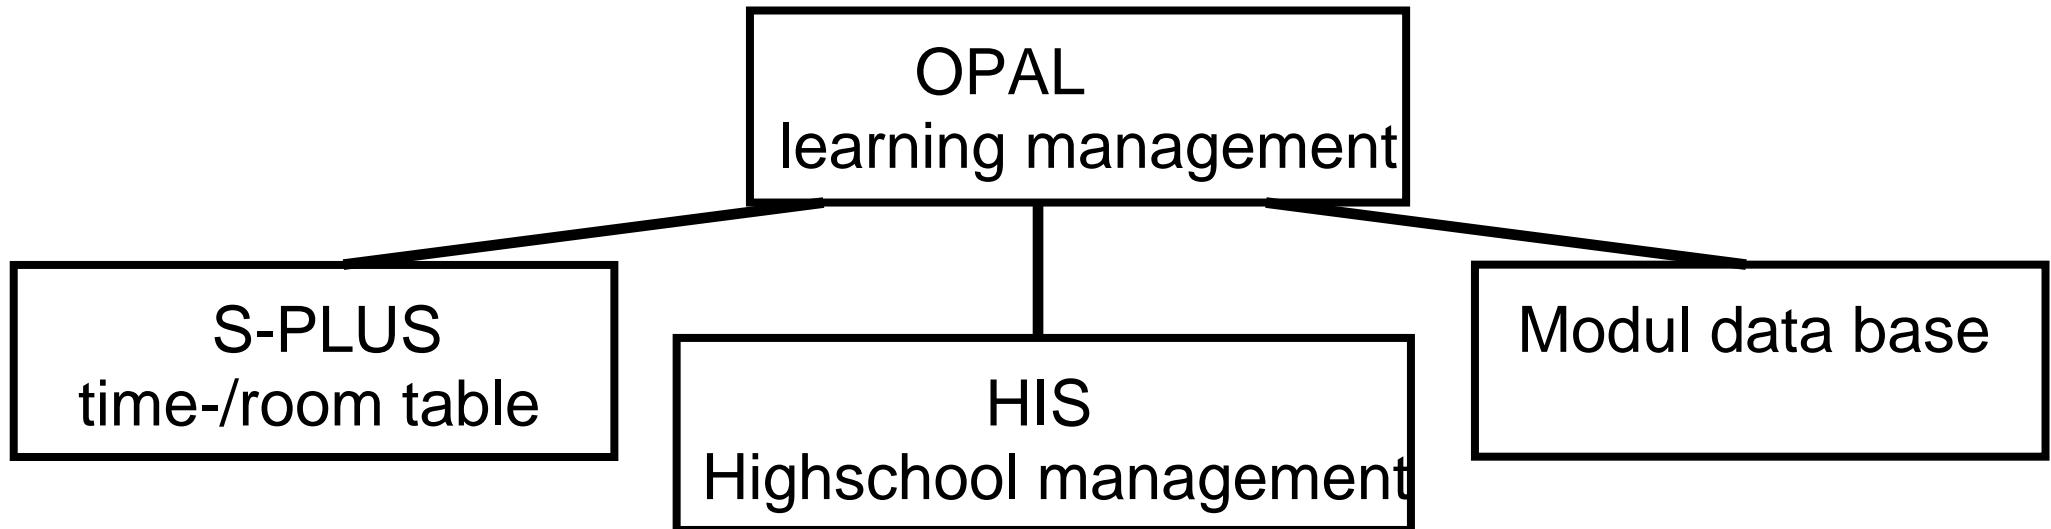 OPAL
learning management
S-PLUS
time-/room table
HIS
Highschool management
Modul data base